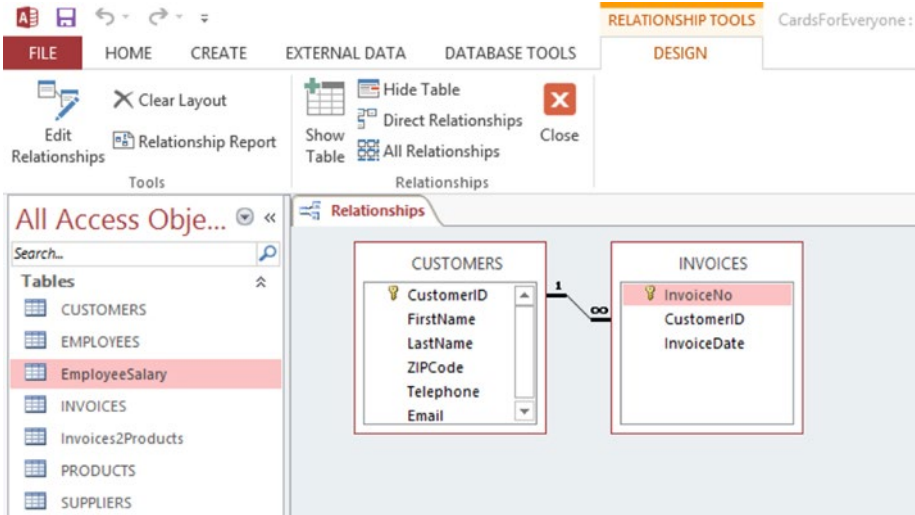 RELATIONSHIP TOOLS CardsForEveryone :
FILE HOME CREATE EXTERNAL DATA DATABASE TOOLS DESIGN
Edit Relationships
Clear Layout
Relationship Report
Tools
Show Table
Hide Table
Direct Relationships
All Relationships
Close
Relationships
All Access Obje...
Search...
Tables
CUSTOMERS
EMPLOYEES
EmployeeSalary
INVOICES
Invoices2Products
PRODUCTS
SUPPLIERS
Relationships
CUSTOMERS
CustomerID
FirstName
LastName
ZIPCode
Telephone
Email
1
∞
INVOICES
InvoiceNo
CustomerID
InvoiceDate